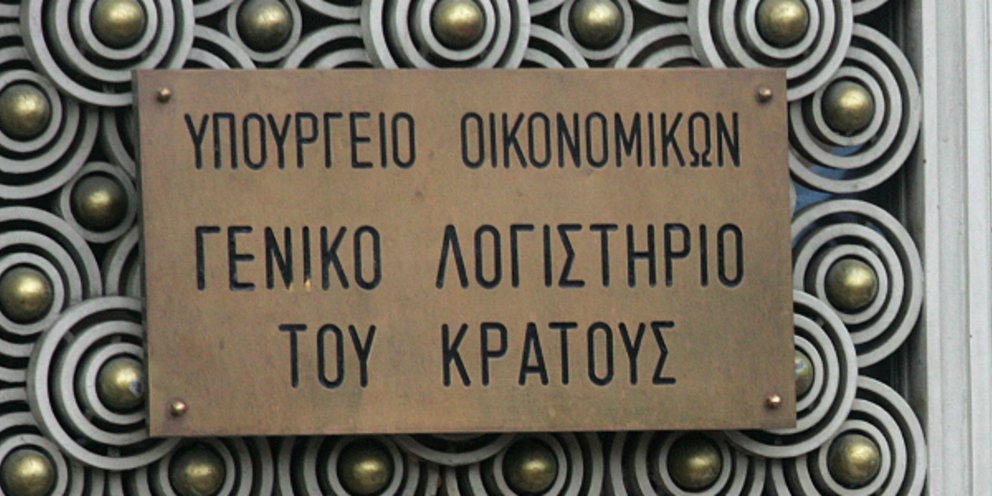 ΥΠΟΥΡΓΕΙΟ ΟΙΚΟΝΟΜΙΚΩΝ
ΓΕΝΙΚΟ ΛΟΓΙΣΤΗΡΙΟ
ΤΟΥ ΚΡΑΤΟΥΣ